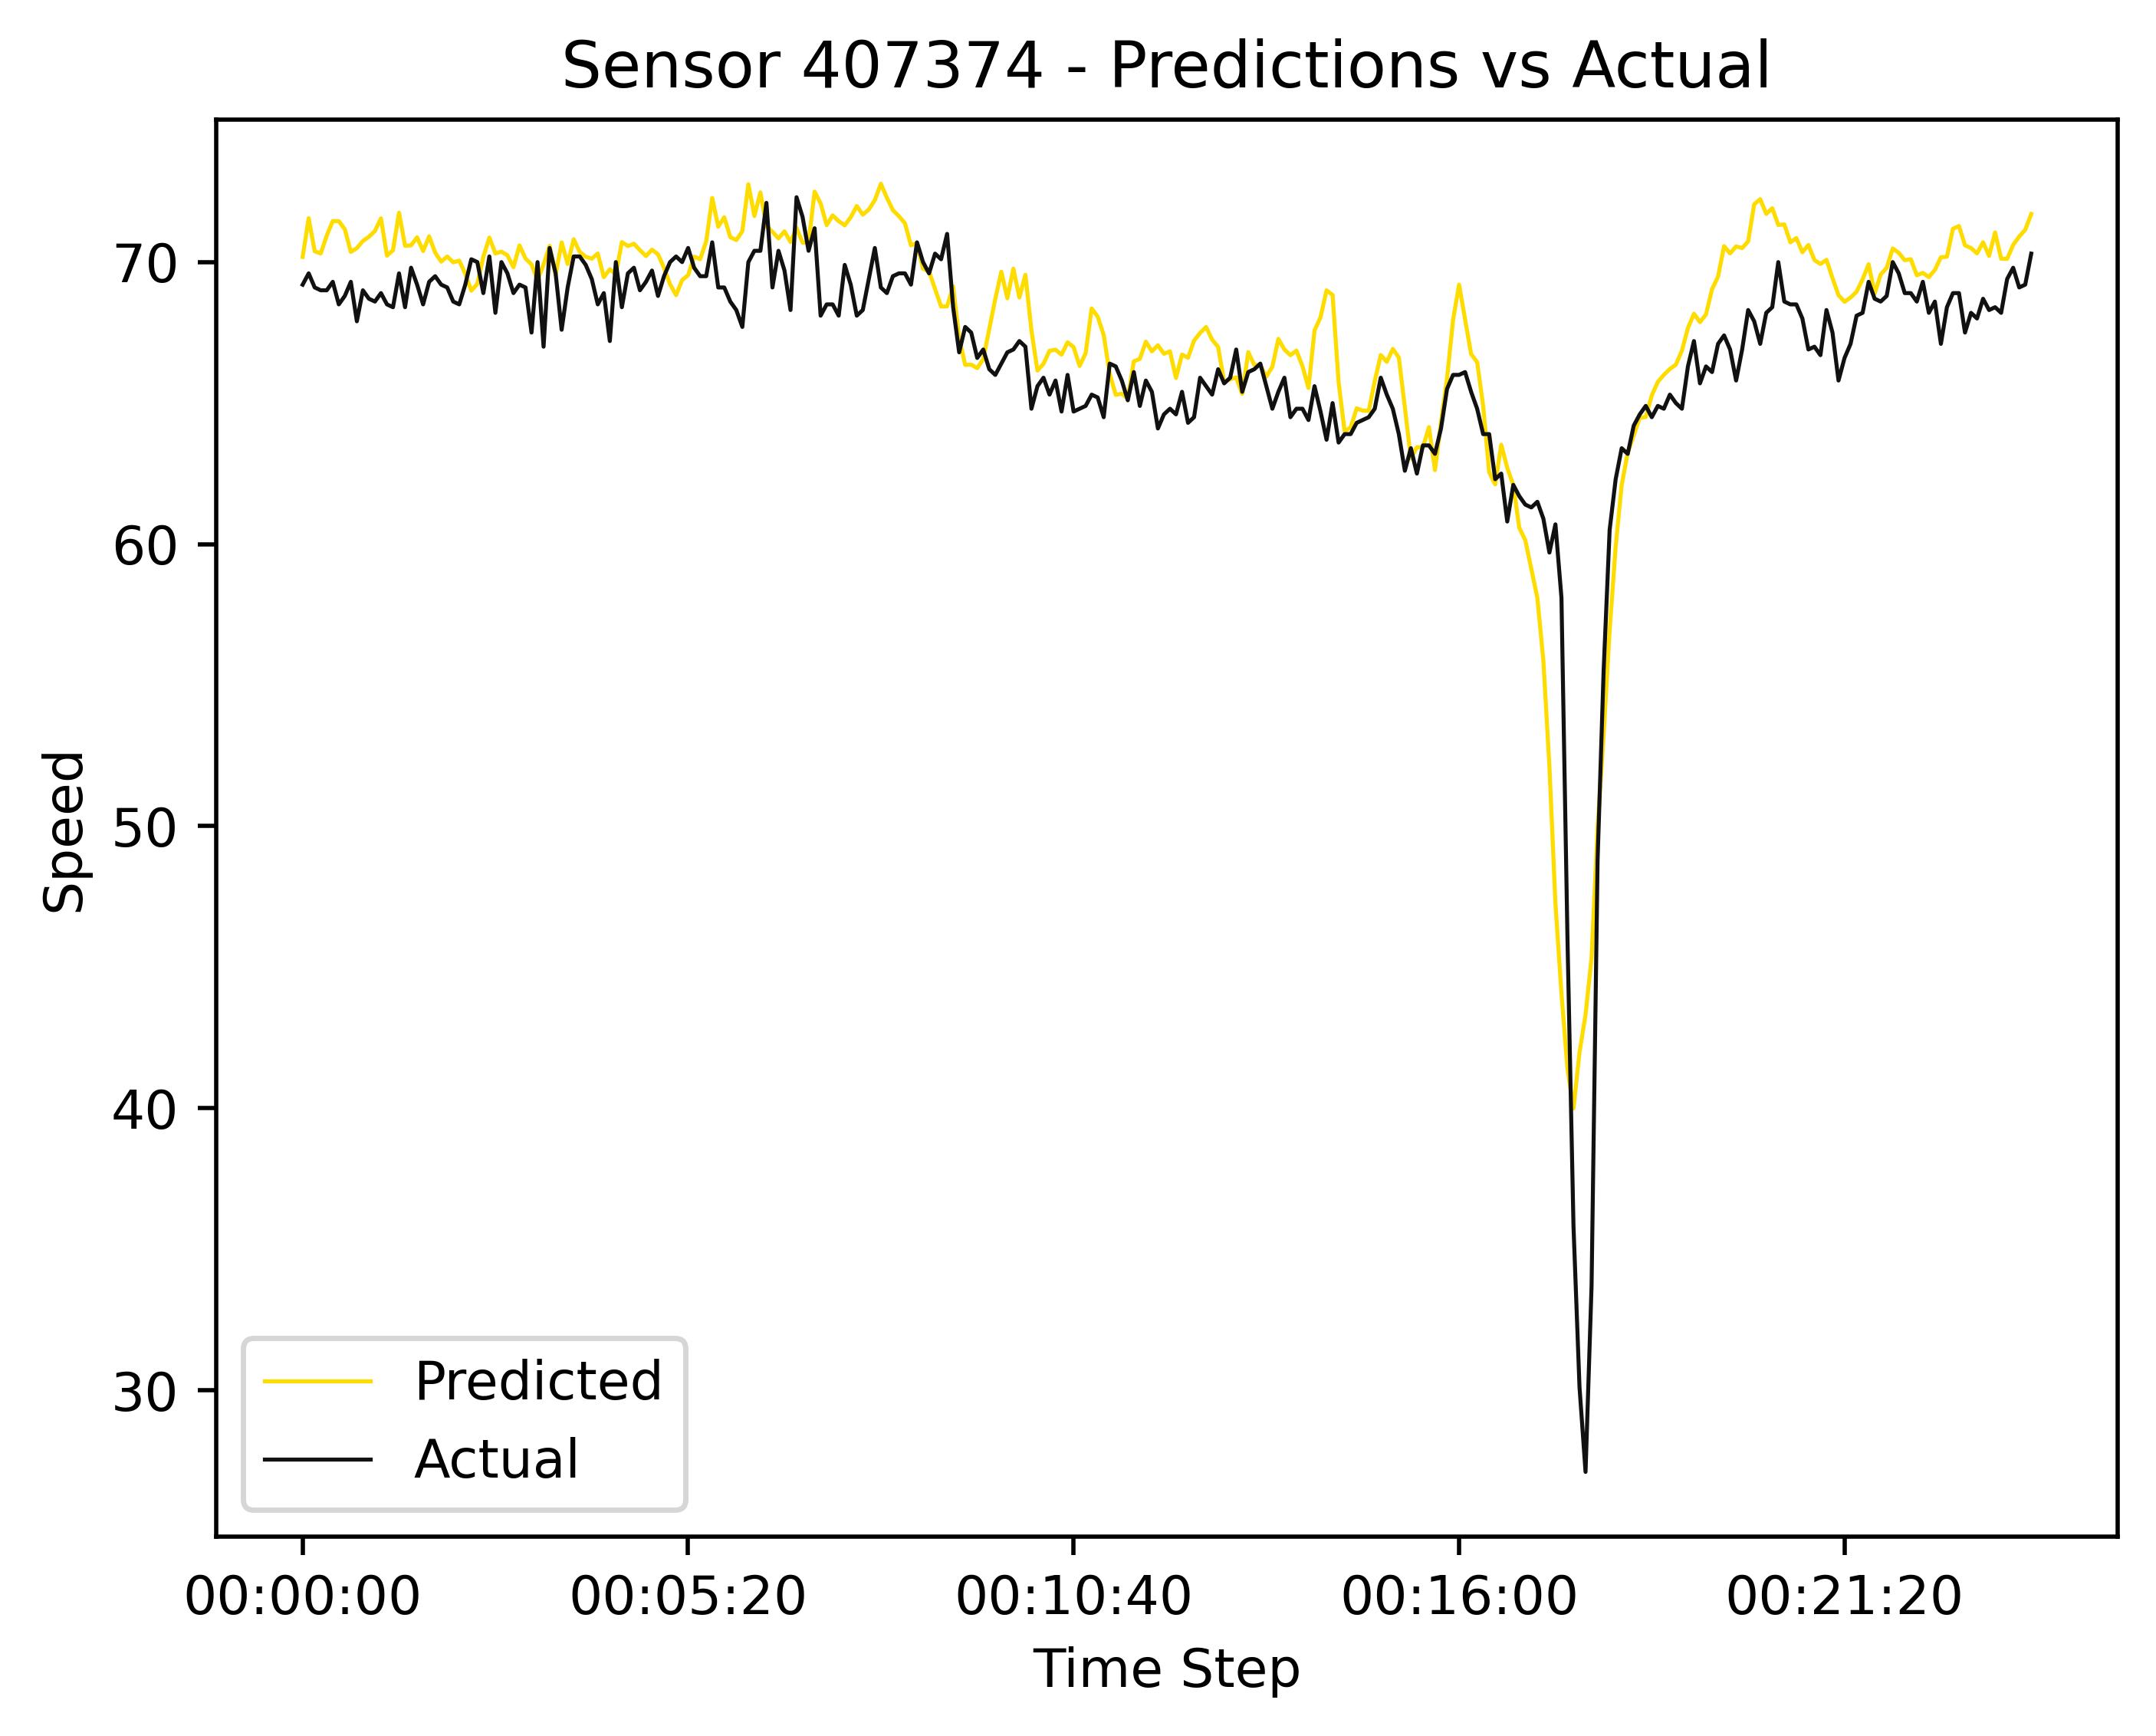 Sensor 407374 - Predictions vs Actual
70
60
50
40
30
Speed
Predicted
Actual
00:00:00 00:05:20 00:10:40 00:16:00 00:21:20
Time Step